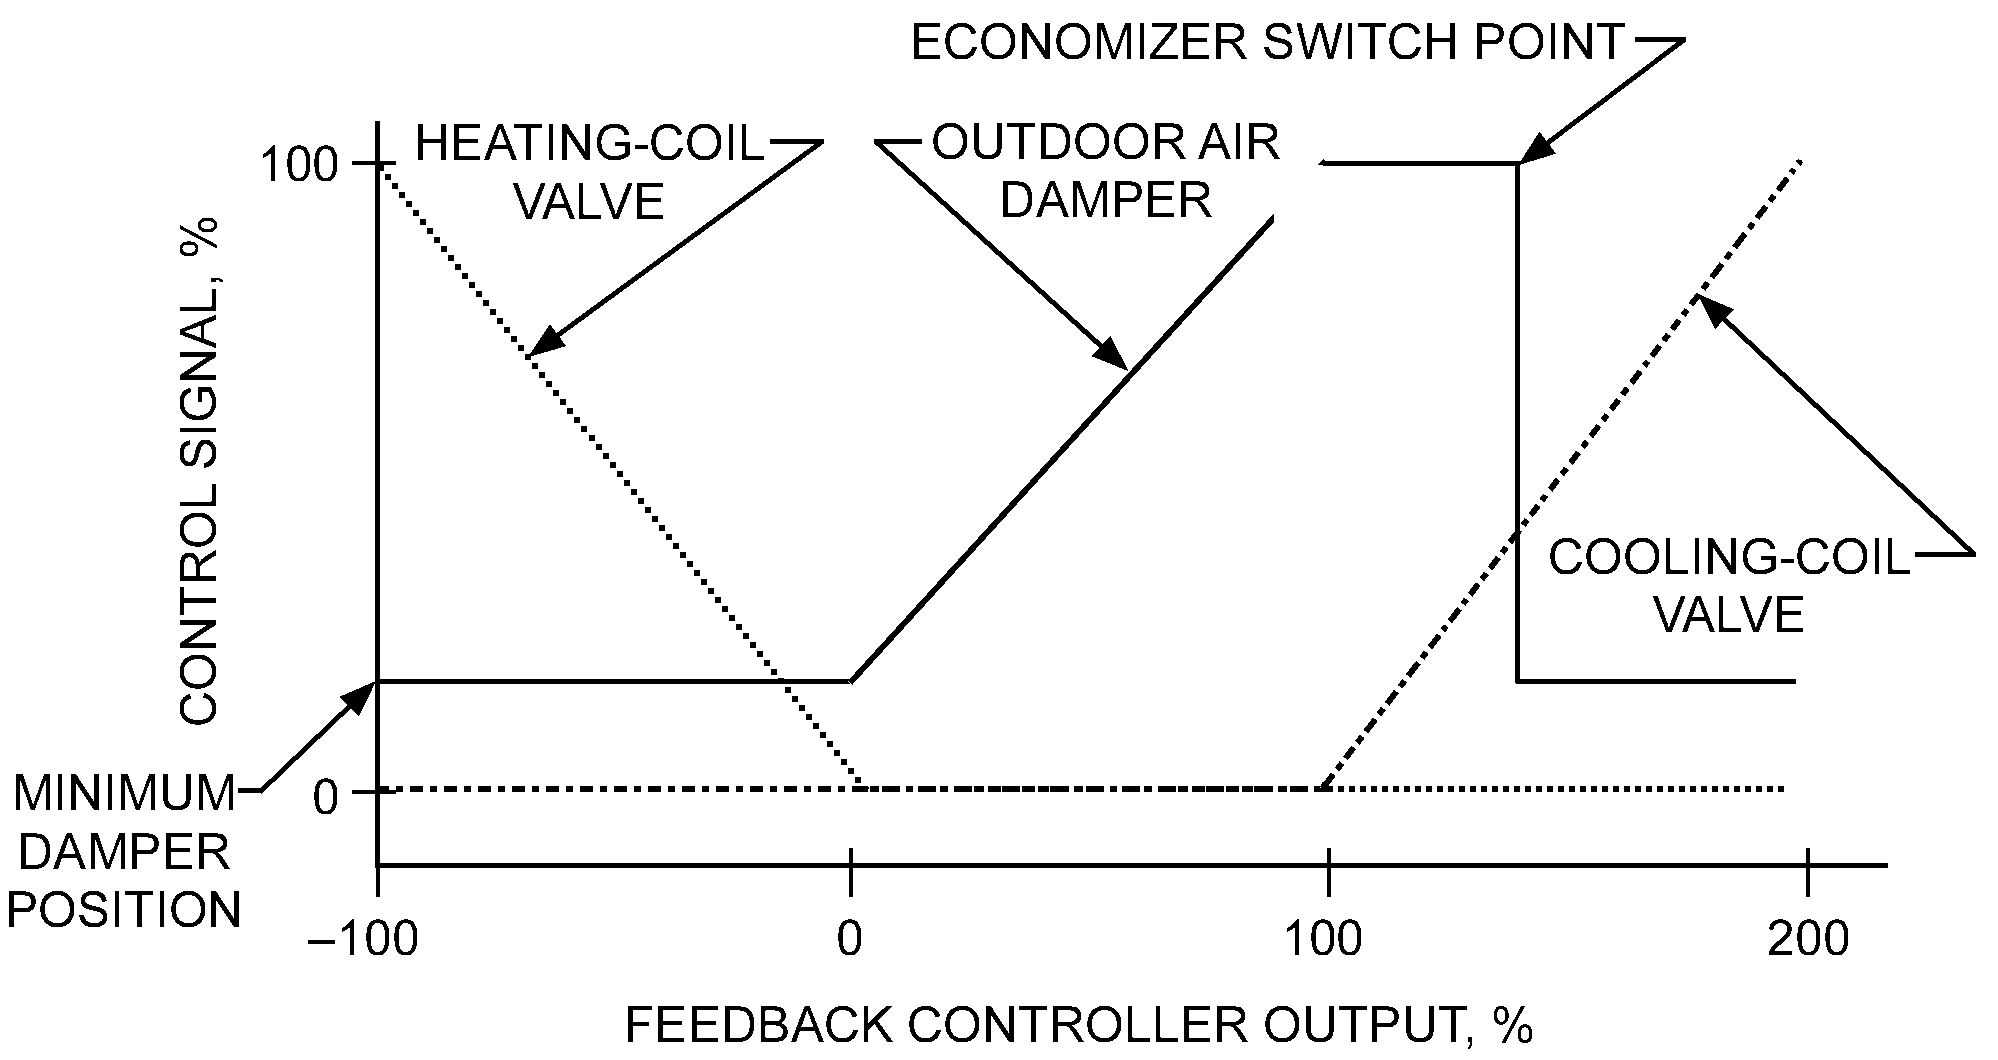 ECONOMIZER SWITCH POINT
HEATING-COIL
VALVE
OUTDOOR AIR
DAMPER
100
CONTROL SIGNAL, %
COOLING-COIL
VALVE
MINIMUM
DAMPER
POSITION
0
–100
0
100
200
FEEDBACK CONTROLLER OUTPUT, %